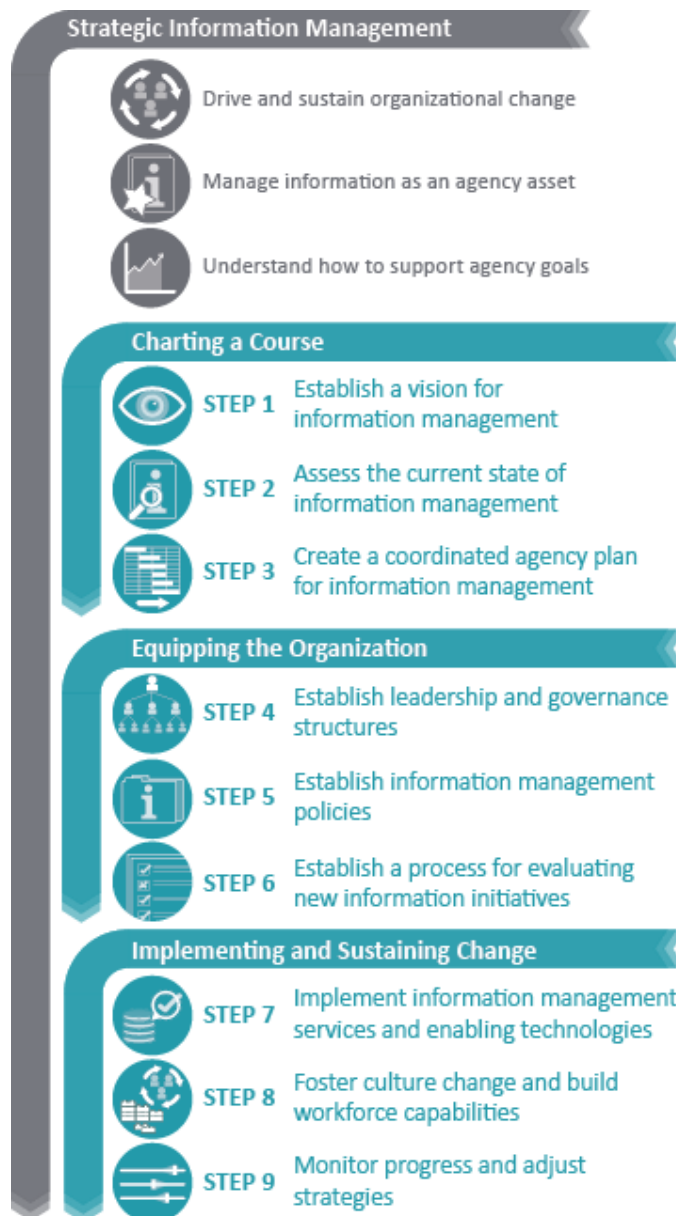 Strategic Information Management
Drive and sustain organizational change
Manage information as an agency asset
Understand how to support agency goals
Charting a Course
STEP 1 Establish a vision for
information management
STEP 2 Assess the current state of
information management
STEP 3 Create a coordinated agency plan
for information management
Equipping the Organization
STEP 4 Establish leadership and governance
structures
STEP 5 Establish information management
policies
STEP 6 Establish a process for evaluating
new information initiatives
Implementing and Sustaining Change
STEP 7 Implement information management
services and enabling technologies
STEP 8 Foster culture change and build
workforce capabilities
STEP 9 Monitor progress and adjust
strategies